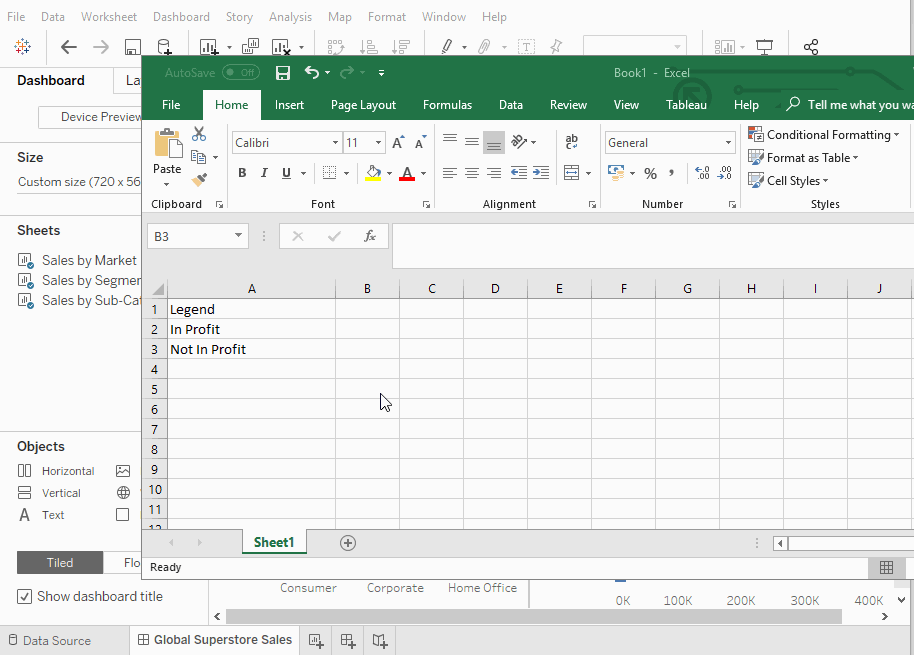 File Data Worksheet Dashboard Story Analysis Map Format Window Help
Dashboard La
Device Preview
Size
Custom size (720 x 56
Sheets
Sales by Market
Sales by Segmen
Sales by Sub-Cat
Objects
Horizontal
Vertical
Text
Tiled Flo
Show dashboard title
AutoSave Off Book1 - Excel
File Home Insert Page Layout Formulas Data Review View Tableau Help Tell me what you wa
Paste
Clipboard
Calibri 11
B I U
Font
ab
Alignment
General
% , .00 .00
Number
Conditional Formatting
Format as Table
Cell Styles
Styles
B3 fx
A B C D E F G H I J
1 Legend
2 In Profit
3 Not In Profit
4
5
6
7
8
9
10
11
12
Sheet1
Ready
Consumer Corporate Home Office 0K 100K 200K 300K 400K
Data Source Global Superstore Sales